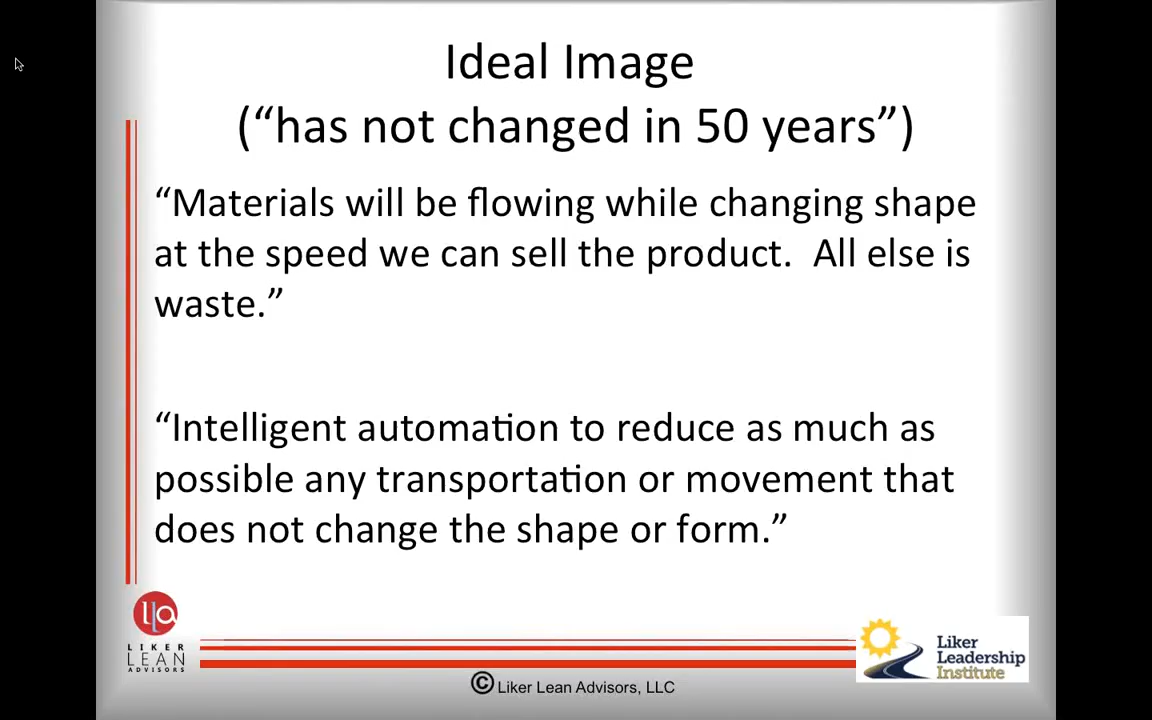 Ideal Image
(“has not changed in 50 years”)
“Materials will be flowing while changing shape
at the speed we can sell the product.  All else is
waste.”
“Intelligent automation to reduce as much as
possible any transportation or movement that
does not change the shape or form.”
lla
LIKER
LEAN
ADVISORS
Liker
Leadership
Institute
© Liker Lean Advisors, LLC